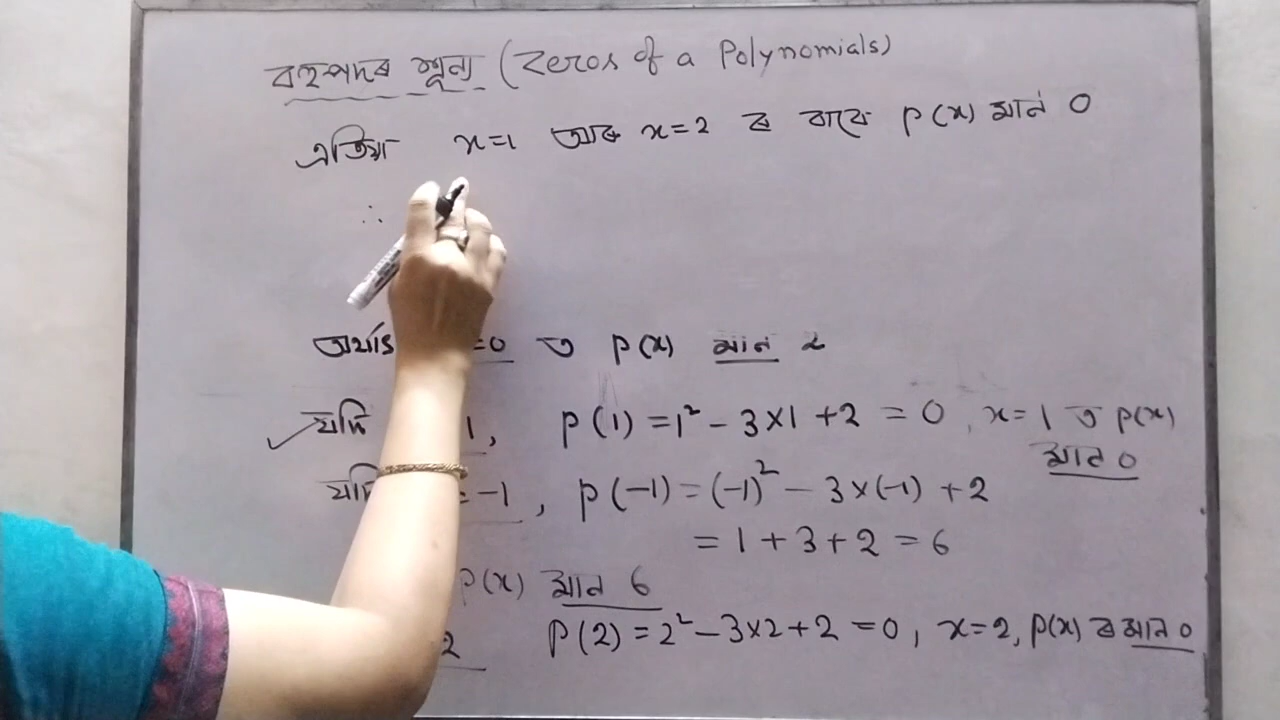 বহুপদৰ শূন্য (Zeros of a Polynomials)
এতিয়া x=1 আৰু x=2 ৰ বাবে P(x) মান 0
∴
অৰ্থাৎ =0 ত P(x) মান 2
যদি 1, P(1) = 1² - 3×1 + 2 = 0, x=1 ত P(x)
মান 0
যদি = -1, P(-1) = (-1)² - 3×(-1) + 2
= 1 + 3 + 2 = 6
P(x) মান 6
2 P(2) = 2² - 3×2 + 2 = 0, x=2, P(x) ৰ মান 0